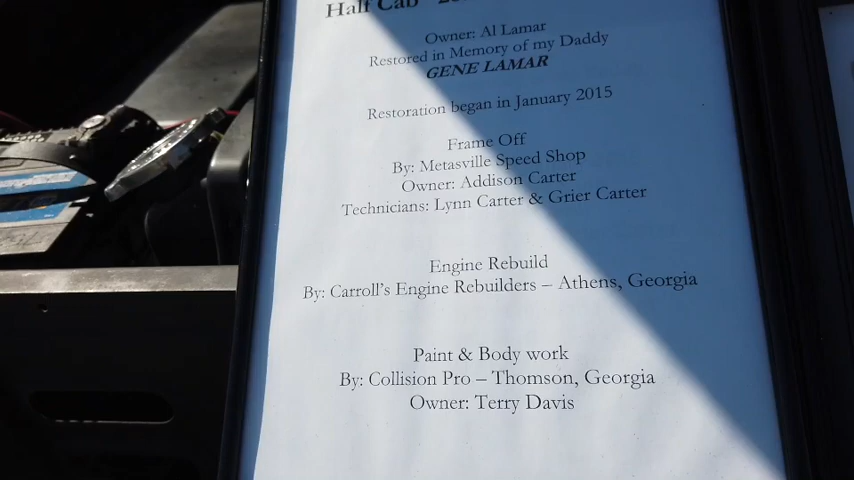 Half Cab
Owner: Al Lamar
Restored in Memory of my Daddy
GENE LAMAR
Restoration began in January 2015
Frame Off
By: Metasville Speed Shop
Owner: Addison Carter
Technicians: Lynn Carter & Grier Carter
Engine Rebuild
By: Carroll's Engine Rebuilders – Athens, Georgia
Paint & Body work
By: Collision Pro – Thomson, Georgia
Owner: Terry Davis